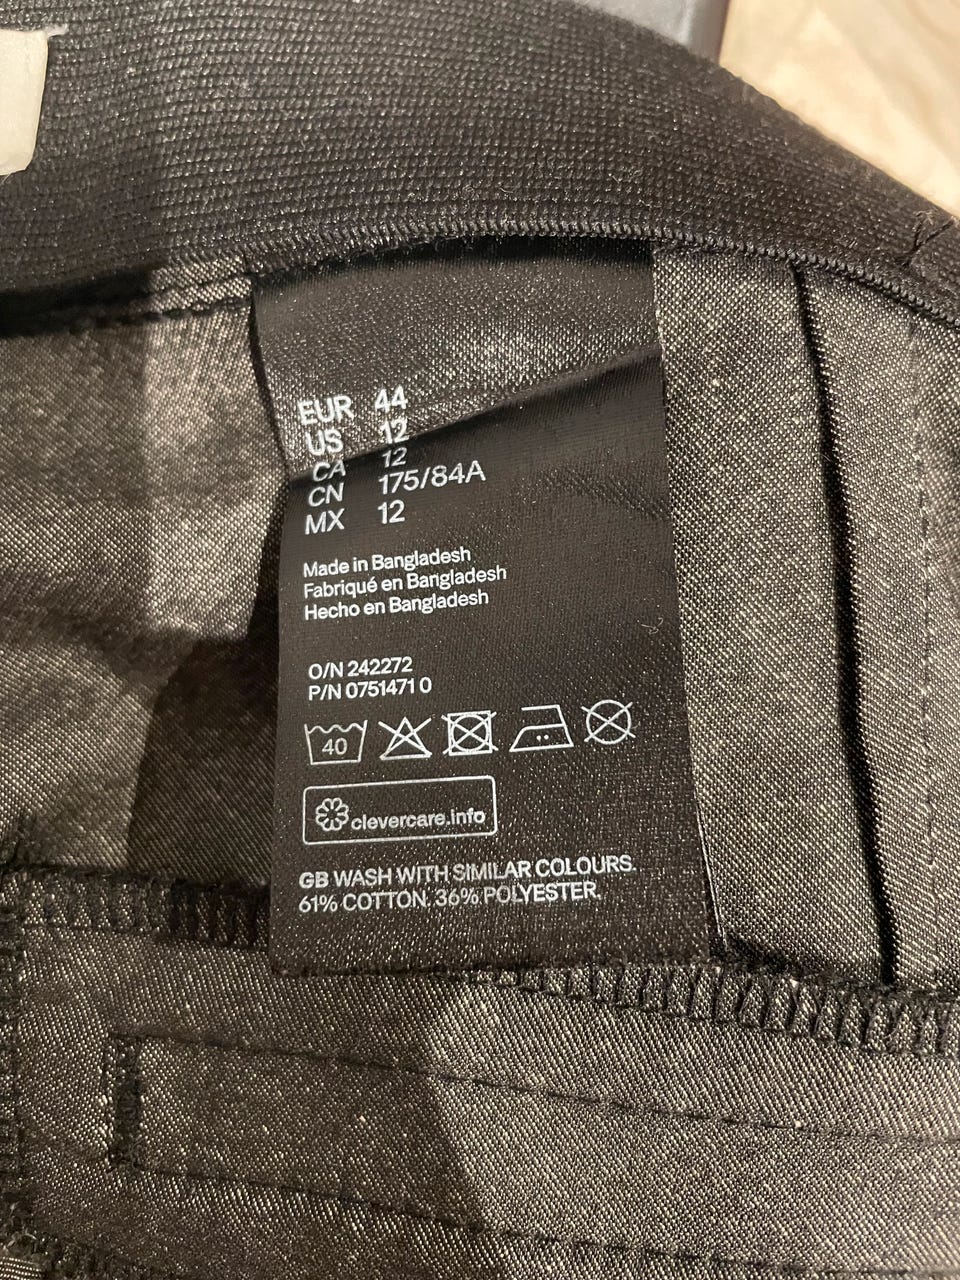 EUR 44
US 12
CA 12
CN 175/84A
MX 12
Made in Bangladesh
Fabriqué en Bangladesh
Hecho en Bangladesh
O/N 242272
P/N 0751471 0
40
clevercare.info
GB WASH WITH SIMILAR COLOURS.
61% COTTON. 36% POLYESTER.